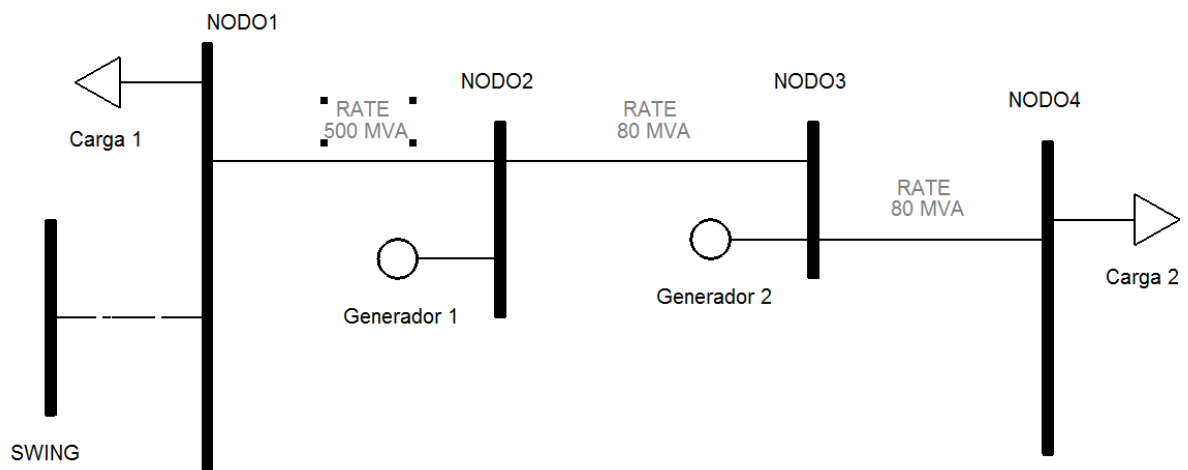 NODO1
NODO2
NODO3
NODO4
RATE
500 MVA
RATE
80 MVA
RATE
80 MVA
Carga 1
Generador 1
Generador 2
Carga 2
SWING